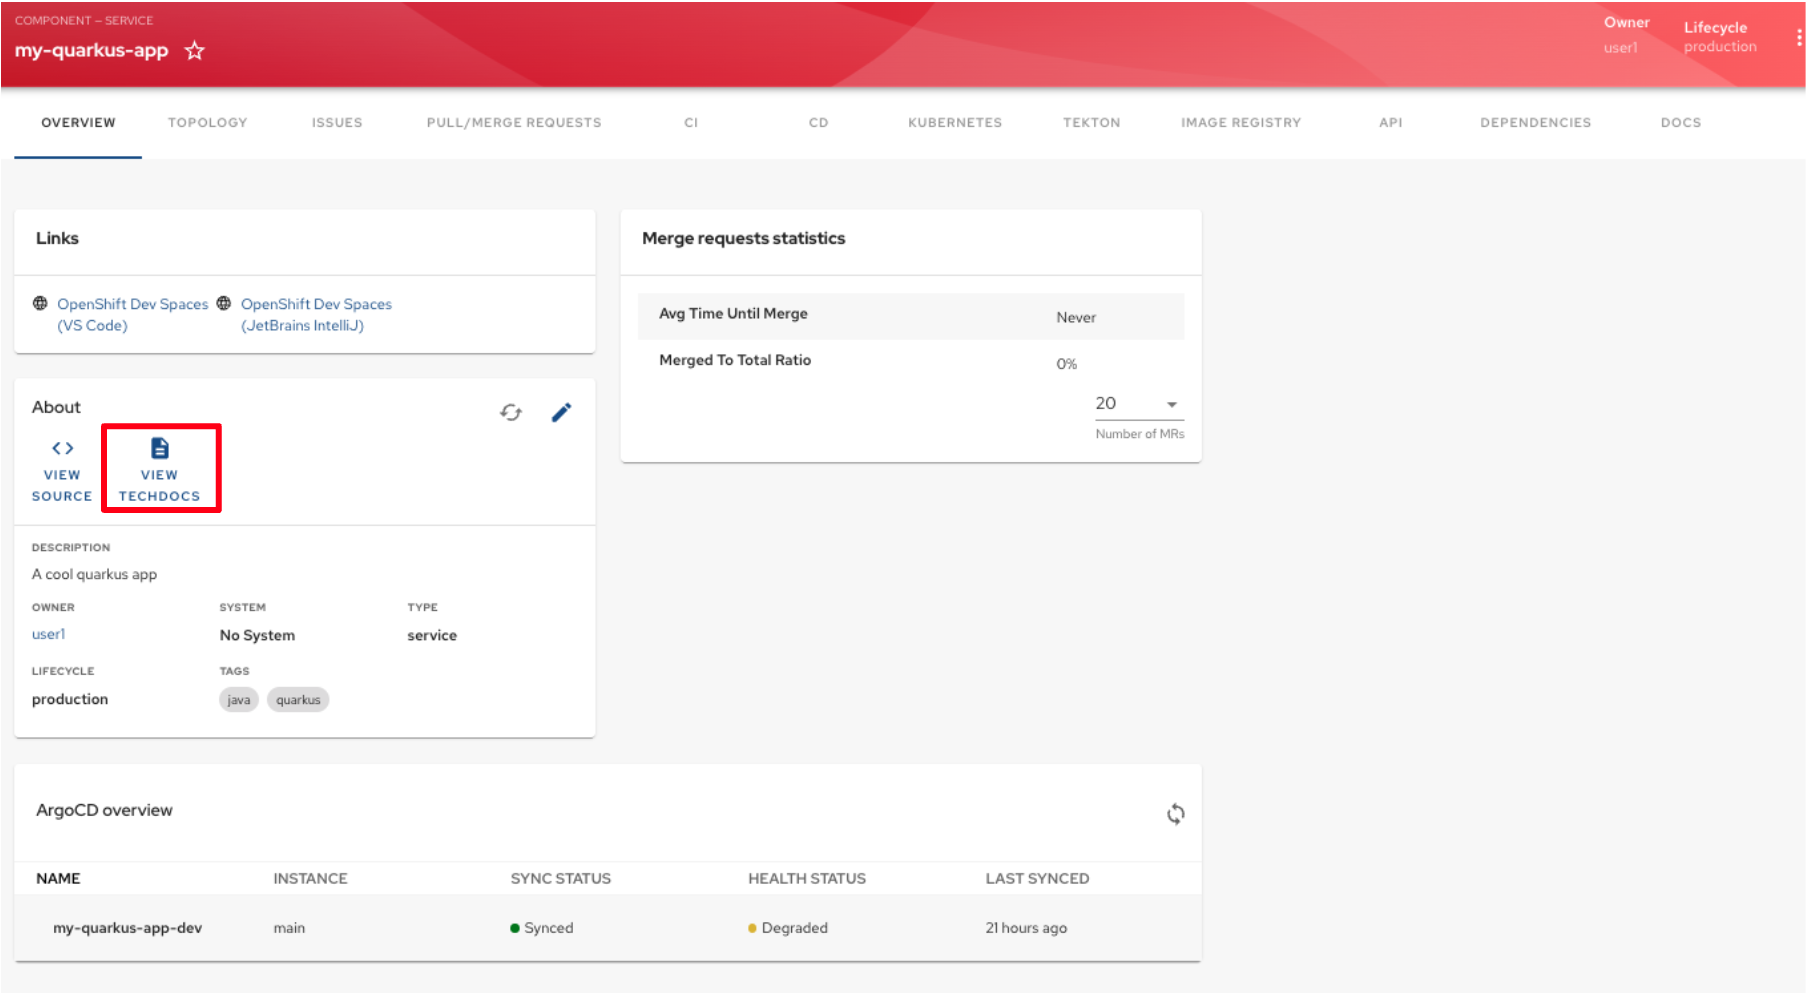 COMPONENT — SERVICE
my-quarkus-app
Owner
user1
Lifecycle
production
OVERVIEW TOPOLOGY ISSUES PULL/MERGE REQUESTS CI CD KUBERNETES TEKTON IMAGE REGISTRY API DEPENDENCIES DOCS
Links
OpenShift Dev Spaces
(VS Code)
OpenShift Dev Spaces
(JetBrains IntelliJ)
Merge requests statistics
Avg Time Until Merge Never
Merged To Total Ratio 0%
20
Number of MRs
About
VIEW
SOURCE
VIEW
TECHDOCS
DESCRIPTION
A cool quarkus app
OWNER SYSTEM TYPE
user1 No System service
LIFECYCLE TAGS
production java quarkus
ArgoCD overview
NAME INSTANCE SYNC STATUS HEALTH STATUS LAST SYNCED
my-quarkus-app-dev main Synced Degraded 21 hours ago